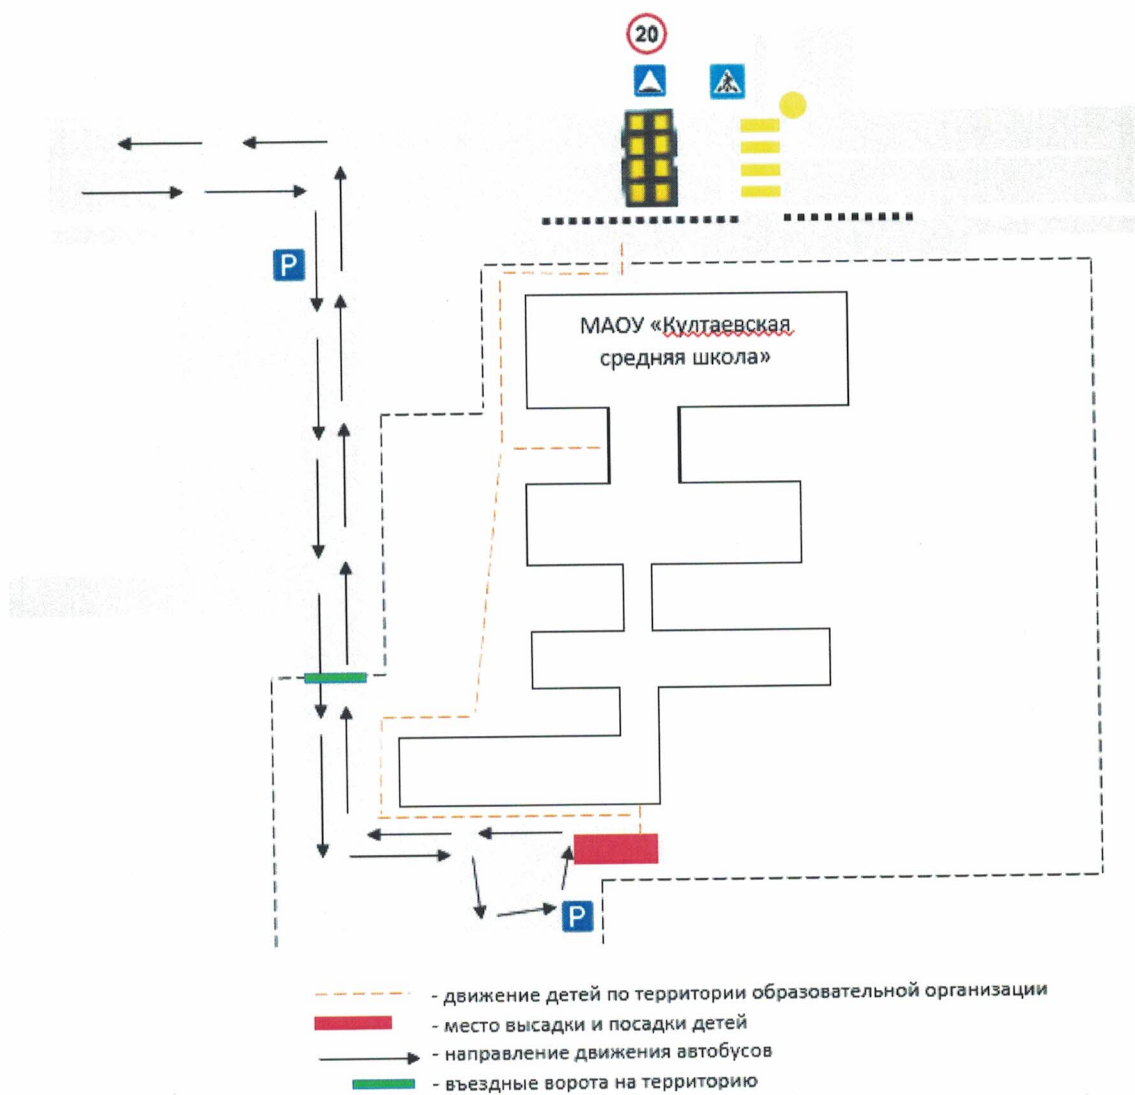 20
P
МАОУ «Култаевская
средняя школа»
P
- движение детей по территории образовательной организации
- место высадки и посадки детей
- направление движения автобусов
- въездные ворота на территорию